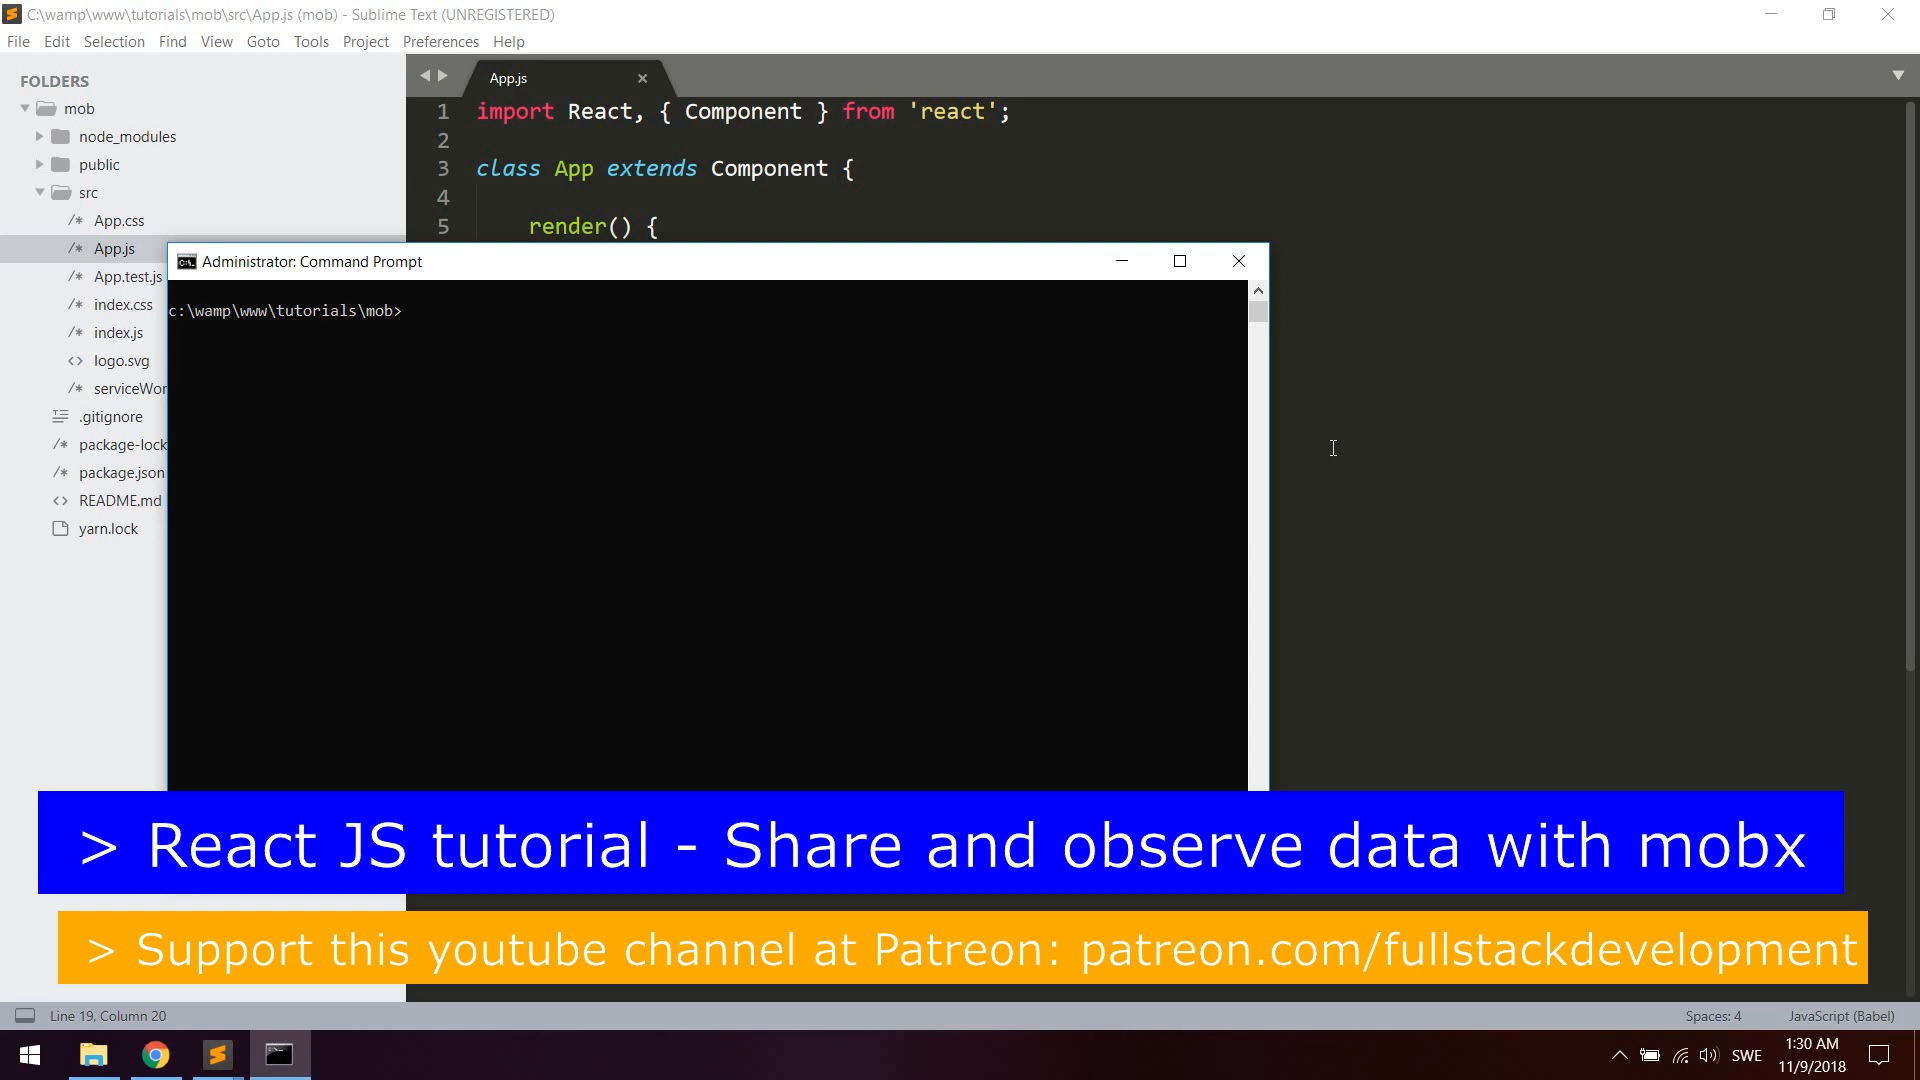 C:\wamp\www\tutorials\mob\src\App.js (mob) - Sublime Text (UNREGISTERED)
File Edit Selection Find View Goto Tools Project Preferences Help
FOLDERS
mob
node_modules
public
src
/* App.css
/* App.js
/* App.test.js
/* index.css
/* index.js
<> logo.svg
/* serviceWor
.gitignore
/* package-lock
/* package.json
<> README.md
yarn.lock
App.js
1 import React, { Component } from 'react';
2
3 class App extends Component {
4
5 render() {
Administrator: Command Prompt
c:\wamp\www\tutorials\mob>
> React JS tutorial - Share and observe data with mobx
> Support this youtube channel at Patreon: patreon.com/fullstackdevelopment
Line 19, Column 20
Spaces: 4
JavaScript (Babel)
SWE
1:30 AM
11/9/2018